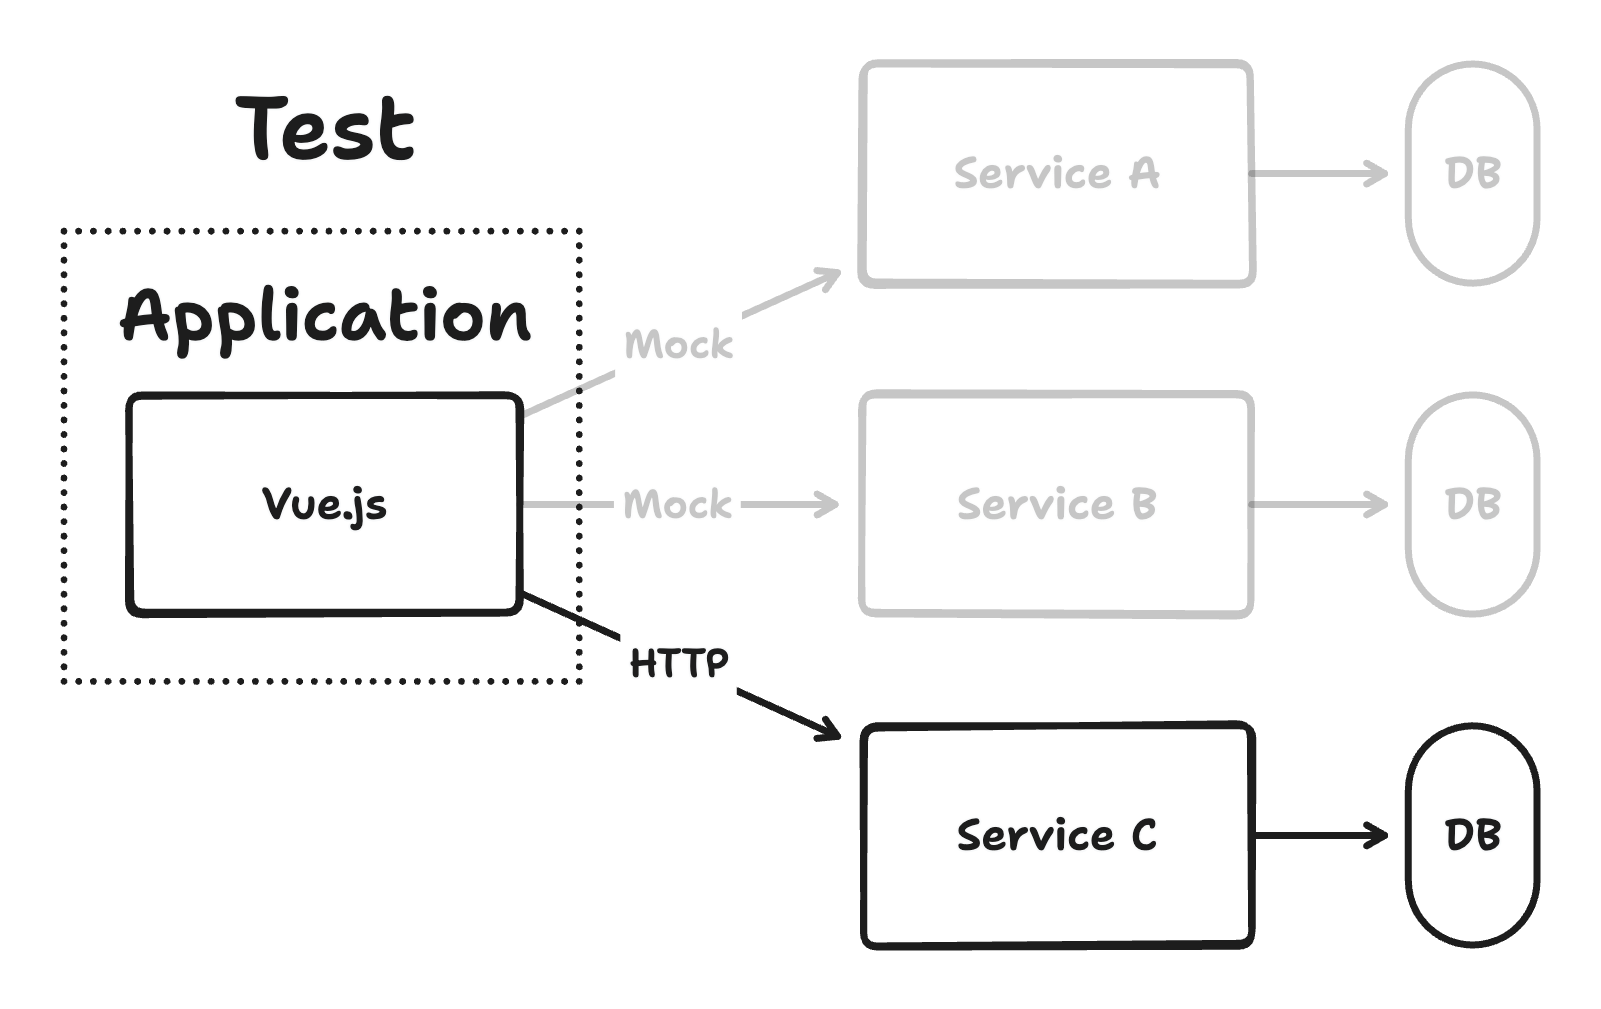 Test
Application
Vue.js
Mock
Mock
HTTP
Service A
DB
Service B
DB
Service C
DB